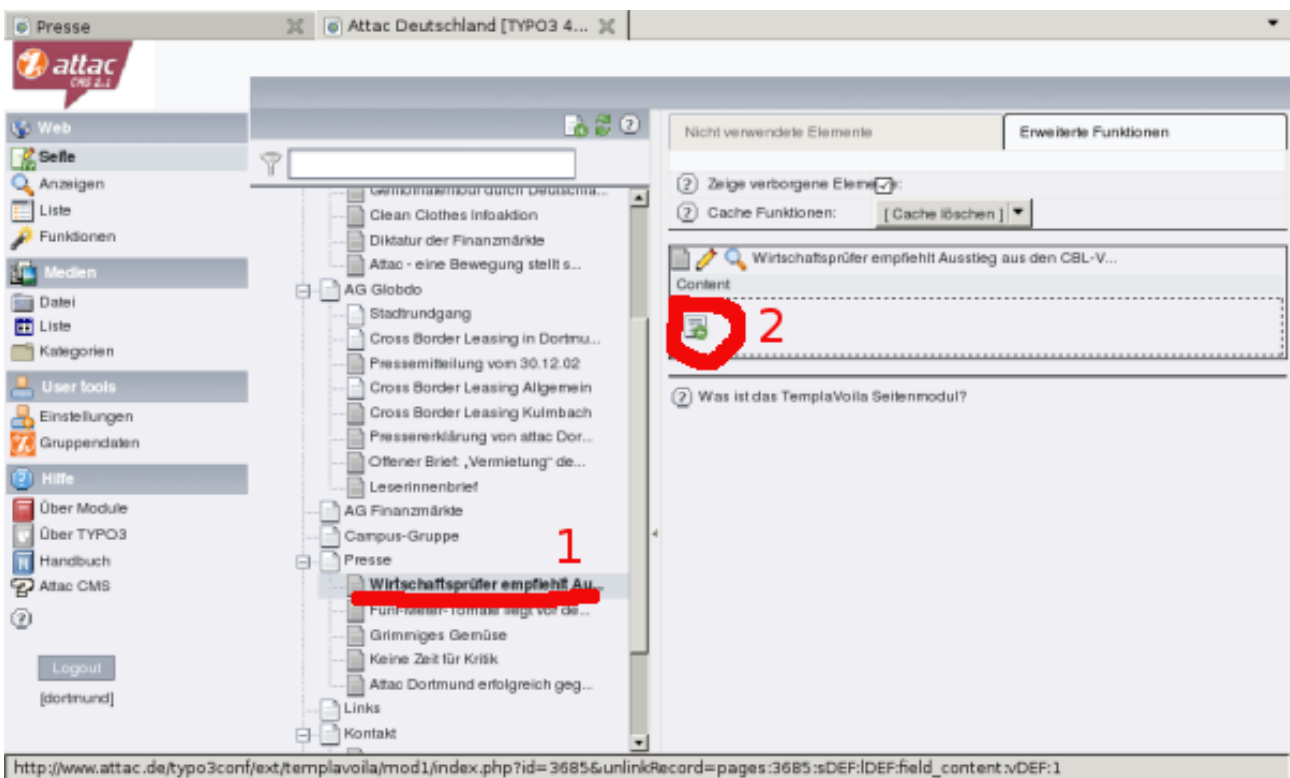 Presse
Attac Deutschland [TYPO3 4...
attac
CMS 2.1
Web
Seite
Anzeigen
Liste
Funktionen
Medien
Datei
Liste
Kategorien
User tools
Einstellungen
Gruppendaten
Hilfe
Über Module
Über TYPO3
Handbuch
Attac CMS
Logout
[dortmund]
Clean Clothes Infoaktion
Diktatur der Finanzmärkte
Attac - eine Bewegung stellt s...
AG Globdo
Stadtrundgang
Cross Border Leasing in Dortmu...
Pressemitteilung vom 30.12.02
Cross Border Leasing Allgemein
Cross Border Leasing Kulmbach
Pressererklärung von attac Dor...
Offener Brief: „Vermietung" de...
Leserinnenbrief
AG Finanzmärkte
Campus-Gruppe
1
Presse
Wirtschaftsprüfer empfiehlt Au...
Fünf-Meter-Tomate liegt vor de...
Grimmiges Gemüse
Keine Zeit für Kritik
Attac Dortmund erfolgreich geg...
Links
Kontakt
Nicht verwendete Elemente
Erweiterte Funktionen
Zeige verborgene Elemente:
Cache Funktionen:
[ Cache löschen ]
Wirtschaftsprüfer empfiehlt Ausstieg aus den CBL-V...
Content
2
Was ist das TemplaVoila Seitenmodul?
http://www.attac.de/typo3conf/ext/templavoila/mod1/index.php?id=3685&unlinkRecord=pages:3685:sDEF:lDEF:field_content:vDEF:1